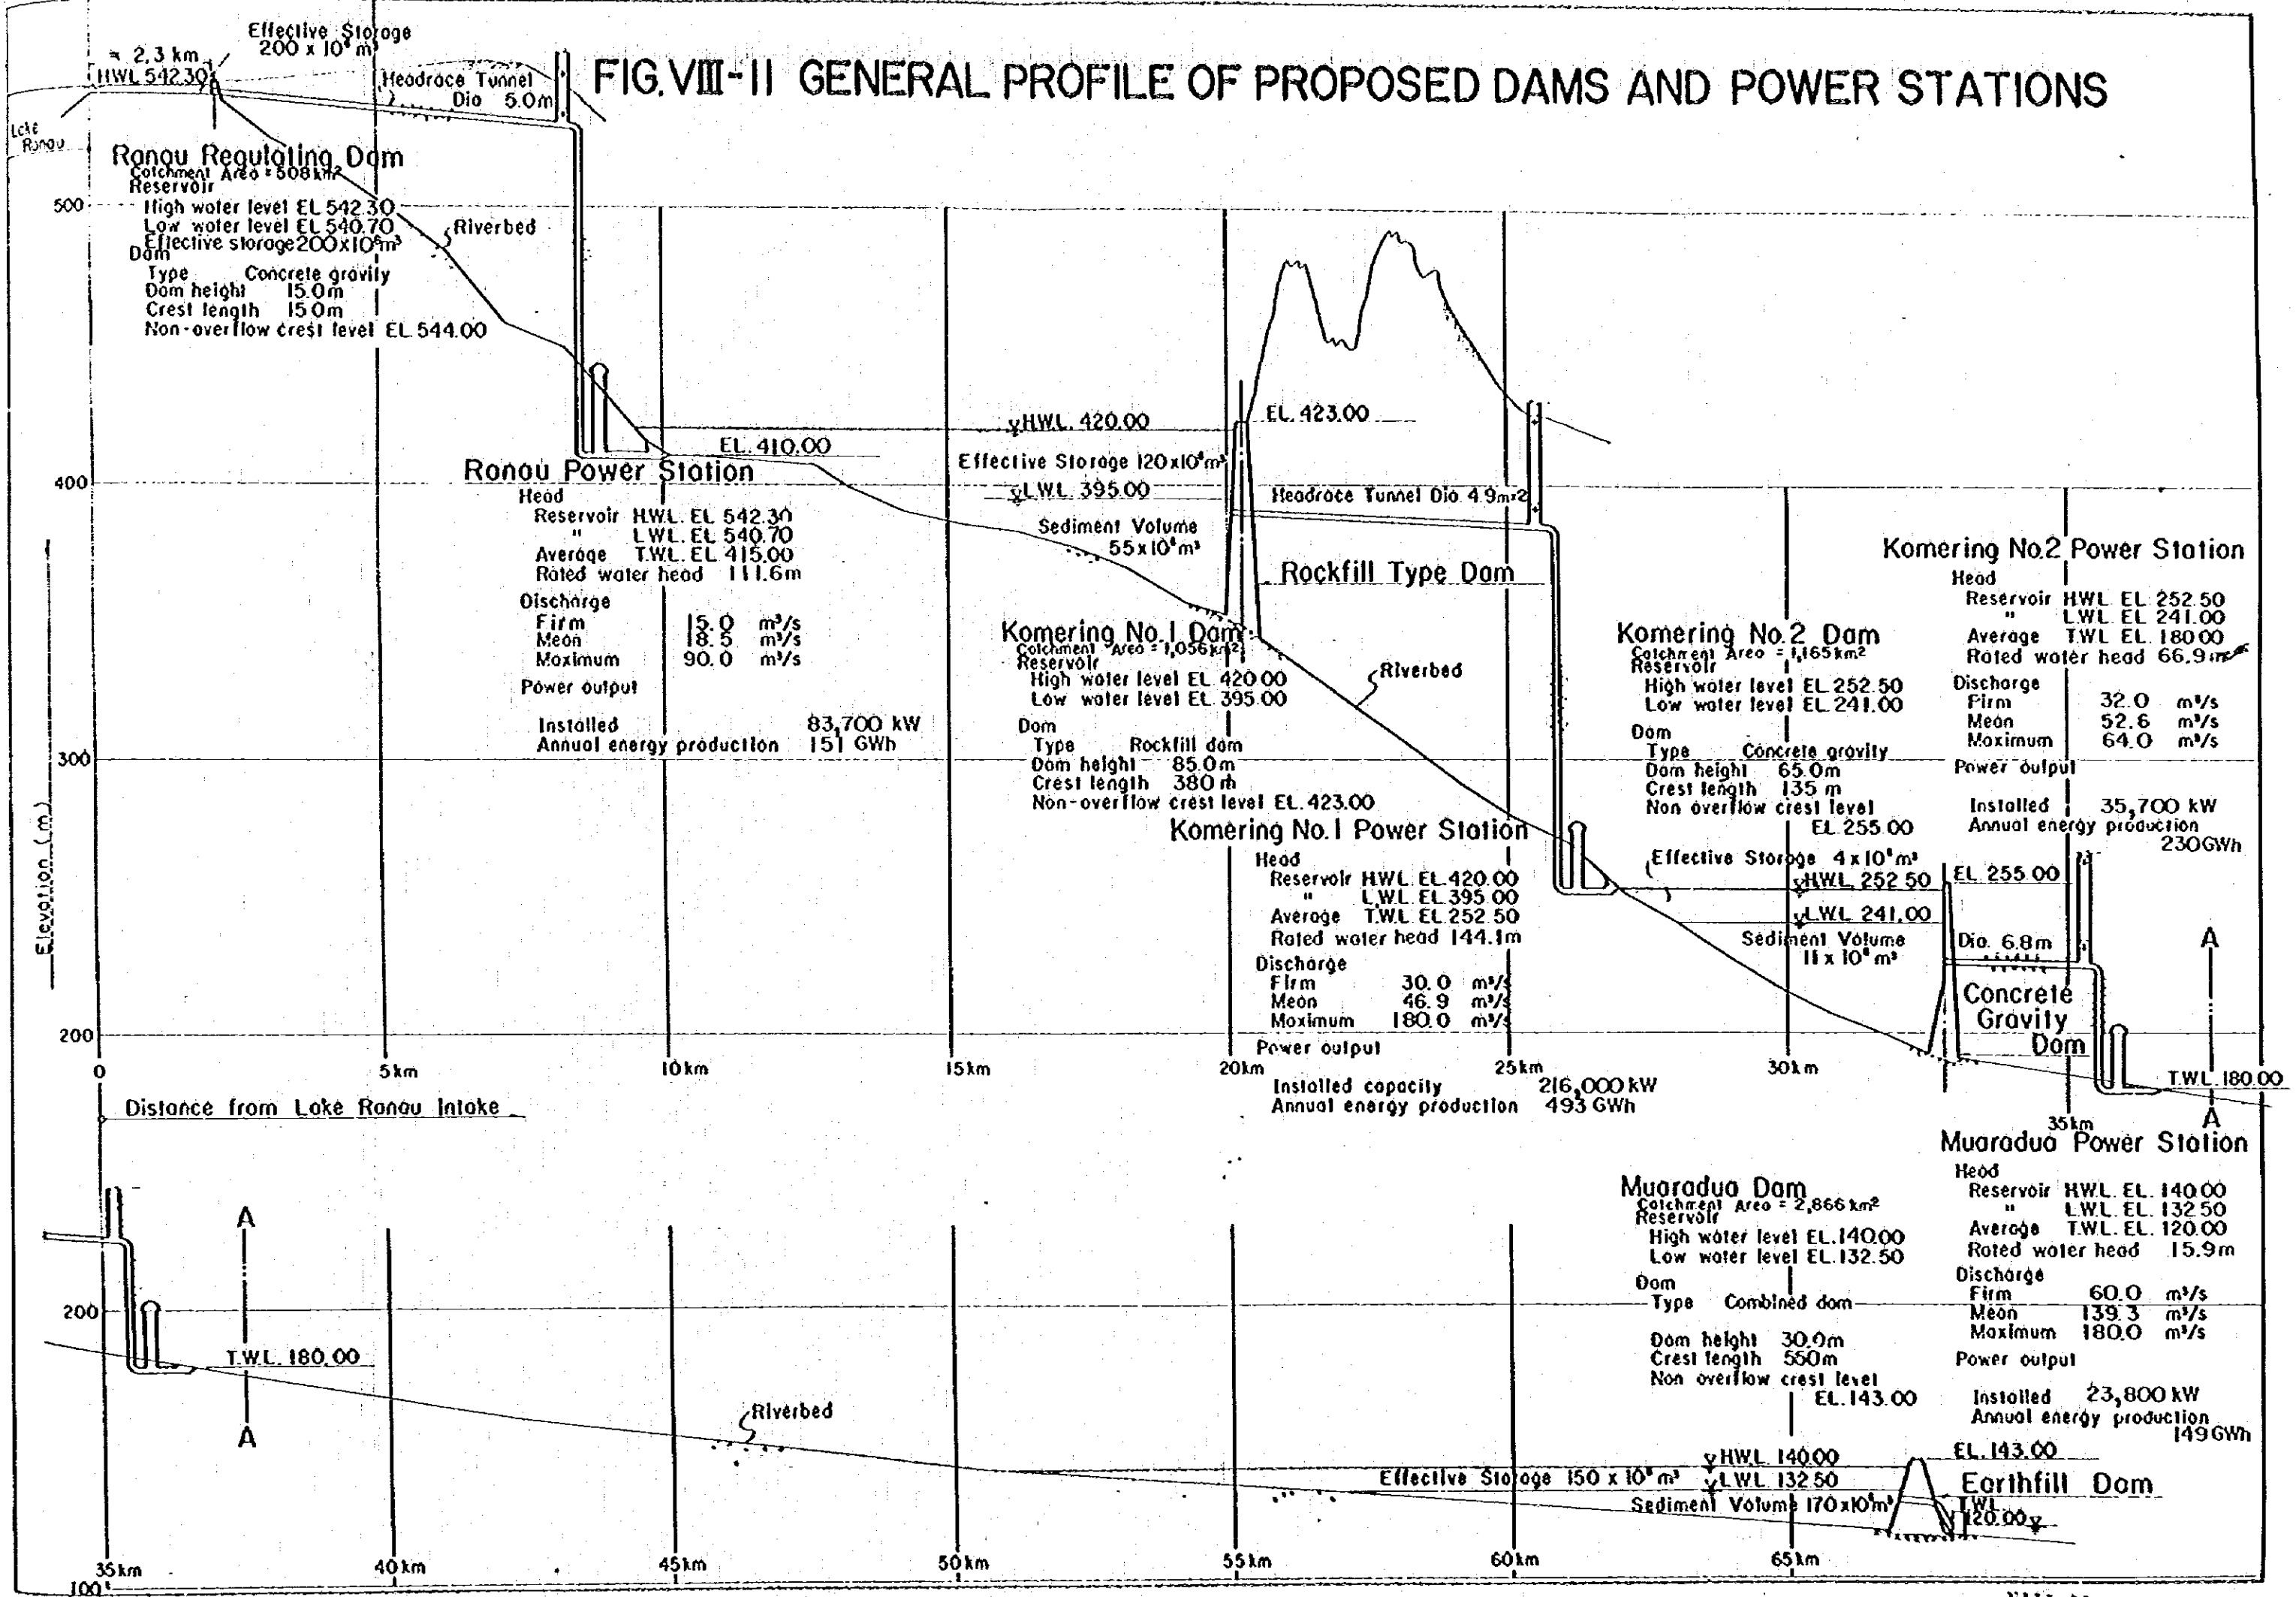 FIG. VIII-11 GENERAL PROFILE OF PROPOSED DAMS AND POWER STATIONS
Effective Storage
200 x 10⁶ m³
≈ 2.3 km
HWL 542.30
Headrace Tunnel
Dia 5.0m
Lake
Ranau
Ranau Regulating Dam
Catchment Area = 508 km²
Reservoir
High water level EL 542.30
Low water level EL 540.70
Effective storage 200x10⁶m³
Dam
Type Concrete gravity
Dam height 15.0m
Crest length 15.0m
Non-overflow crest level EL 544.00
Riverbed
500
400
300
200
Elevation (m)
EL. 410.00
Ranau Power Station
Head
Reservoir H.W.L. EL 542.30
" L.W.L. EL 540.70
Average T.W.L. EL 415.00
Rated water head 111.6m
Discharge
Firm 15.0 m³/s
Mean 18.5 m³/s
Maximum 90.0 m³/s
Power output
Installed 83,700 kW
Annual energy production 151 GWh
HWL. 420.00
EL. 423.00
Effective Storage 120x10⁶m³
LWL. 395.00
Headrace Tunnel Dia 4.9m×2
Sediment Volume
55x10⁶m³
Rockfill Type Dam
Komering No.1 Dam
Catchment Area = 1,056km²
Reservoir
High water level EL 420.00
Low water level EL. 395.00
Dam
Type Rockfill dam
Dam height 85.0m
Crest length 380m
Non-overflow crest level EL. 423.00
Riverbed
Komering No.1 Power Station
Head
Reservoir H.W.L. EL.420.00
" L.W.L. EL 395.00
Average T.W.L. EL 252.50
Rated water head 144.1m
Discharge
Firm 30.0 m³/s
Mean 46.9 m³/s
Maximum 180.0 m³/s
Power output
Installed capacity 216,000 kW
Annual energy production 493 GWh
Komering No.2 Dam
Catchment Area = 1,165km²
Reservoir
High water level EL.252.50
Low water level EL.241.00
Dam
Type Concrete gravity
Dam height 65.0m
Crest length 135 m
Non overflow crest level
EL 255.00
Komering No.2 Power Station
Head
Reservoir H.W.L. EL 252.50
" L.W.L. EL 241.00
Average T.W.L EL. 180.00
Rated water head 66.9m
Discharge
Firm 32.0 m³/s
Mean 52.6 m³/s
Maximum 64.0 m³/s
Power output
Installed 35,700 kW
Annual energy production
230GWh
Effective Storage 4x10⁶m³
HWL 252.50
EL 255.00
L.W.L 241.00
Sediment Volume
11 x 10⁶m³
Dia. 6.8m
Concrete
Gravity
Dam
A
T.W.L. 180.00
A
0
5km
10km
15km
20km
25km
30km
35km
Distance from Lake Ranau Intake
Muaradua Dam
Catchment Area = 2,866 km²
Reservoir
High water level EL.140.00
Low water level EL.132.50
Dam
Type Combined dam
Dam height 30.0m
Crest length 550m
Non overflow crest level
EL.143.00
Muaradua Power Station
Head
Reservoir H.W.L. EL. 140.00
" L.W.L. EL. 132.50
Average T.W.L. EL. 120.00
Rated water head 15.9m
Discharge
Firm 60.0 m³/s
Mean 139.3 m³/s
Maximum 180.0 m³/s
Power output
Installed 23,800 kW
Annual energy production
149GWh
A
200
T.W.L. 180.00
A
Riverbed
HWL 140.00
EL. 143.00
Effective Storage 150 x 10⁶m³
LWL 132.50
Earthfill Dam
Sediment Volume 170x10⁶m³
T.W.L.
120.00
35km
40km
45km
50km
55km
60km
65km
100